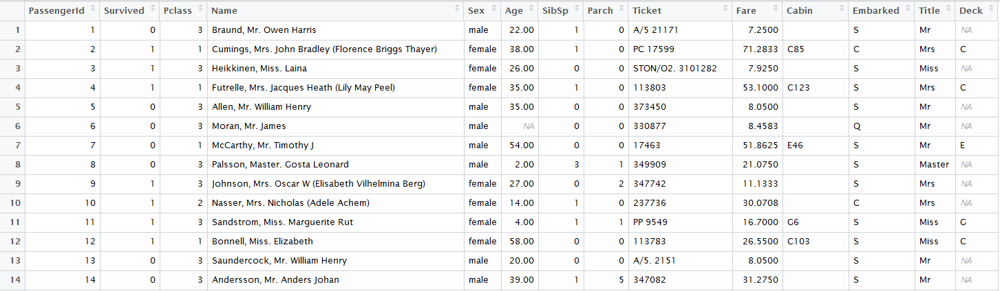 PassengerId Survived Pclass Name Sex Age SibSp Parch Ticket Fare Cabin Embarked Title Deck
1 1 0 3 Braund, Mr. Owen Harris male 22.00 1 0 A/5 21171 7.2500 S Mr NA
2 2 1 1 Cumings, Mrs. John Bradley (Florence Briggs Thayer) female 38.00 1 0 PC 17599 71.2833 C85 C Mrs C
3 3 1 3 Heikkinen, Miss. Laina female 26.00 0 0 STON/O2. 3101282 7.9250 S Miss NA
4 4 1 1 Futrelle, Mrs. Jacques Heath (Lily May Peel) female 35.00 1 0 113803 53.1000 C123 S Mrs C
5 5 0 3 Allen, Mr. William Henry male 35.00 0 0 373450 8.0500 S Mr NA
6 6 0 3 Moran, Mr. James male NA 0 0 330877 8.4583 Q Mr NA
7 7 0 1 McCarthy, Mr. Timothy J male 54.00 0 0 17463 51.8625 E46 S Mr E
8 8 0 3 Palsson, Master. Gosta Leonard male 2.00 3 1 349909 21.0750 S Master NA
9 9 1 3 Johnson, Mrs. Oscar W (Elisabeth Vilhelmina Berg) female 27.00 0 2 347742 11.1333 S Mrs NA
10 10 1 2 Nasser, Mrs. Nicholas (Adele Achem) female 14.00 1 0 237736 30.0708 C Mrs NA
11 11 1 3 Sandstrom, Miss. Marguerite Rut female 4.00 1 1 PP 9549 16.7000 G6 S Miss G
12 12 1 1 Bonnell, Miss. Elizabeth female 58.00 0 0 113783 26.5500 C103 S Miss C
13 13 0 3 Saundercock, Mr. William Henry male 20.00 0 0 A/5. 2151 8.0500 S Mr NA
14 14 0 3 Andersson, Mr. Anders Johan male 39.00 1 5 347082 31.2750 S Mr NA